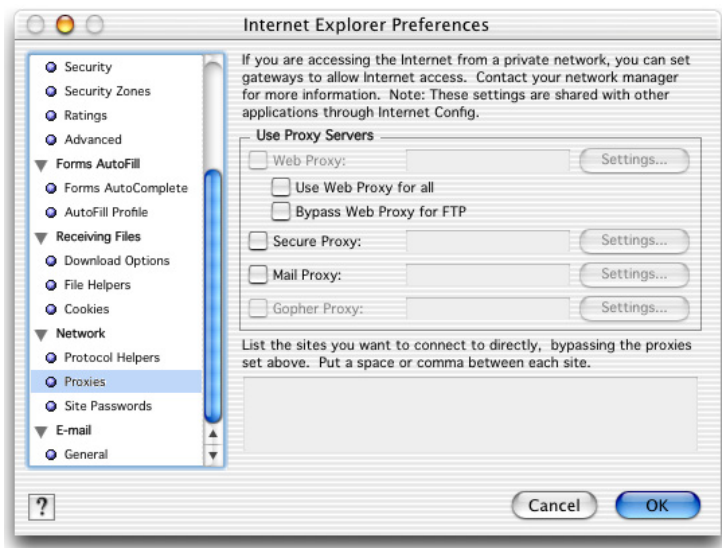 Internet Explorer Preferences
Security
Security Zones
Ratings
Advanced
Forms AutoFill
Forms AutoComplete
AutoFill Profile
Receiving Files
Download Options
File Helpers
Cookies
Network
Protocol Helpers
Proxies
Site Passwords
E-mail
General
If you are accessing the Internet from a private network, you can set
gateways to allow Internet access. Contact your network manager
for more information. Note: These settings are shared with other
applications through Internet Config.
Use Proxy Servers
Web Proxy: Settings...
Use Web Proxy for all
Bypass Web Proxy for FTP
Secure Proxy: Settings...
Mail Proxy: Settings...
Gopher Proxy: Settings...
List the sites you want to connect to directly, bypassing the proxies
set above. Put a space or comma between each site.
?
Cancel OK